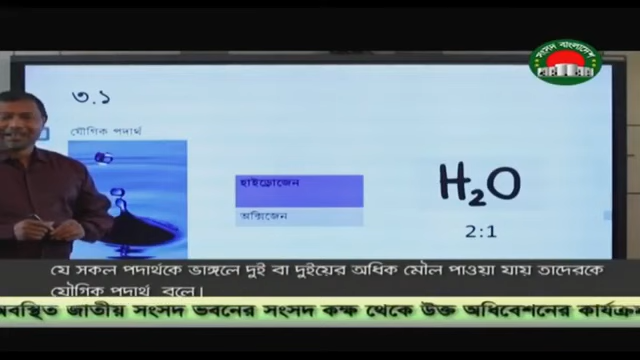 সংসদ বাংলাদেশ
৩.১
যৌগিক পদার্থ
হাইড্রোজেন
অক্সিজেন
H₂O
2:1
যে সকল পদার্থকে ভাঙ্গলে দুই বা দুইয়ের অধিক মৌল পাওয়া যায় তাদেরকে
যৌগিক পদার্থ বলে।
অবস্থিত জাতীয় সংসদ ভবনের সংসদ কক্ষ থেকে উক্ত অধিবেশনের কার্যক্র